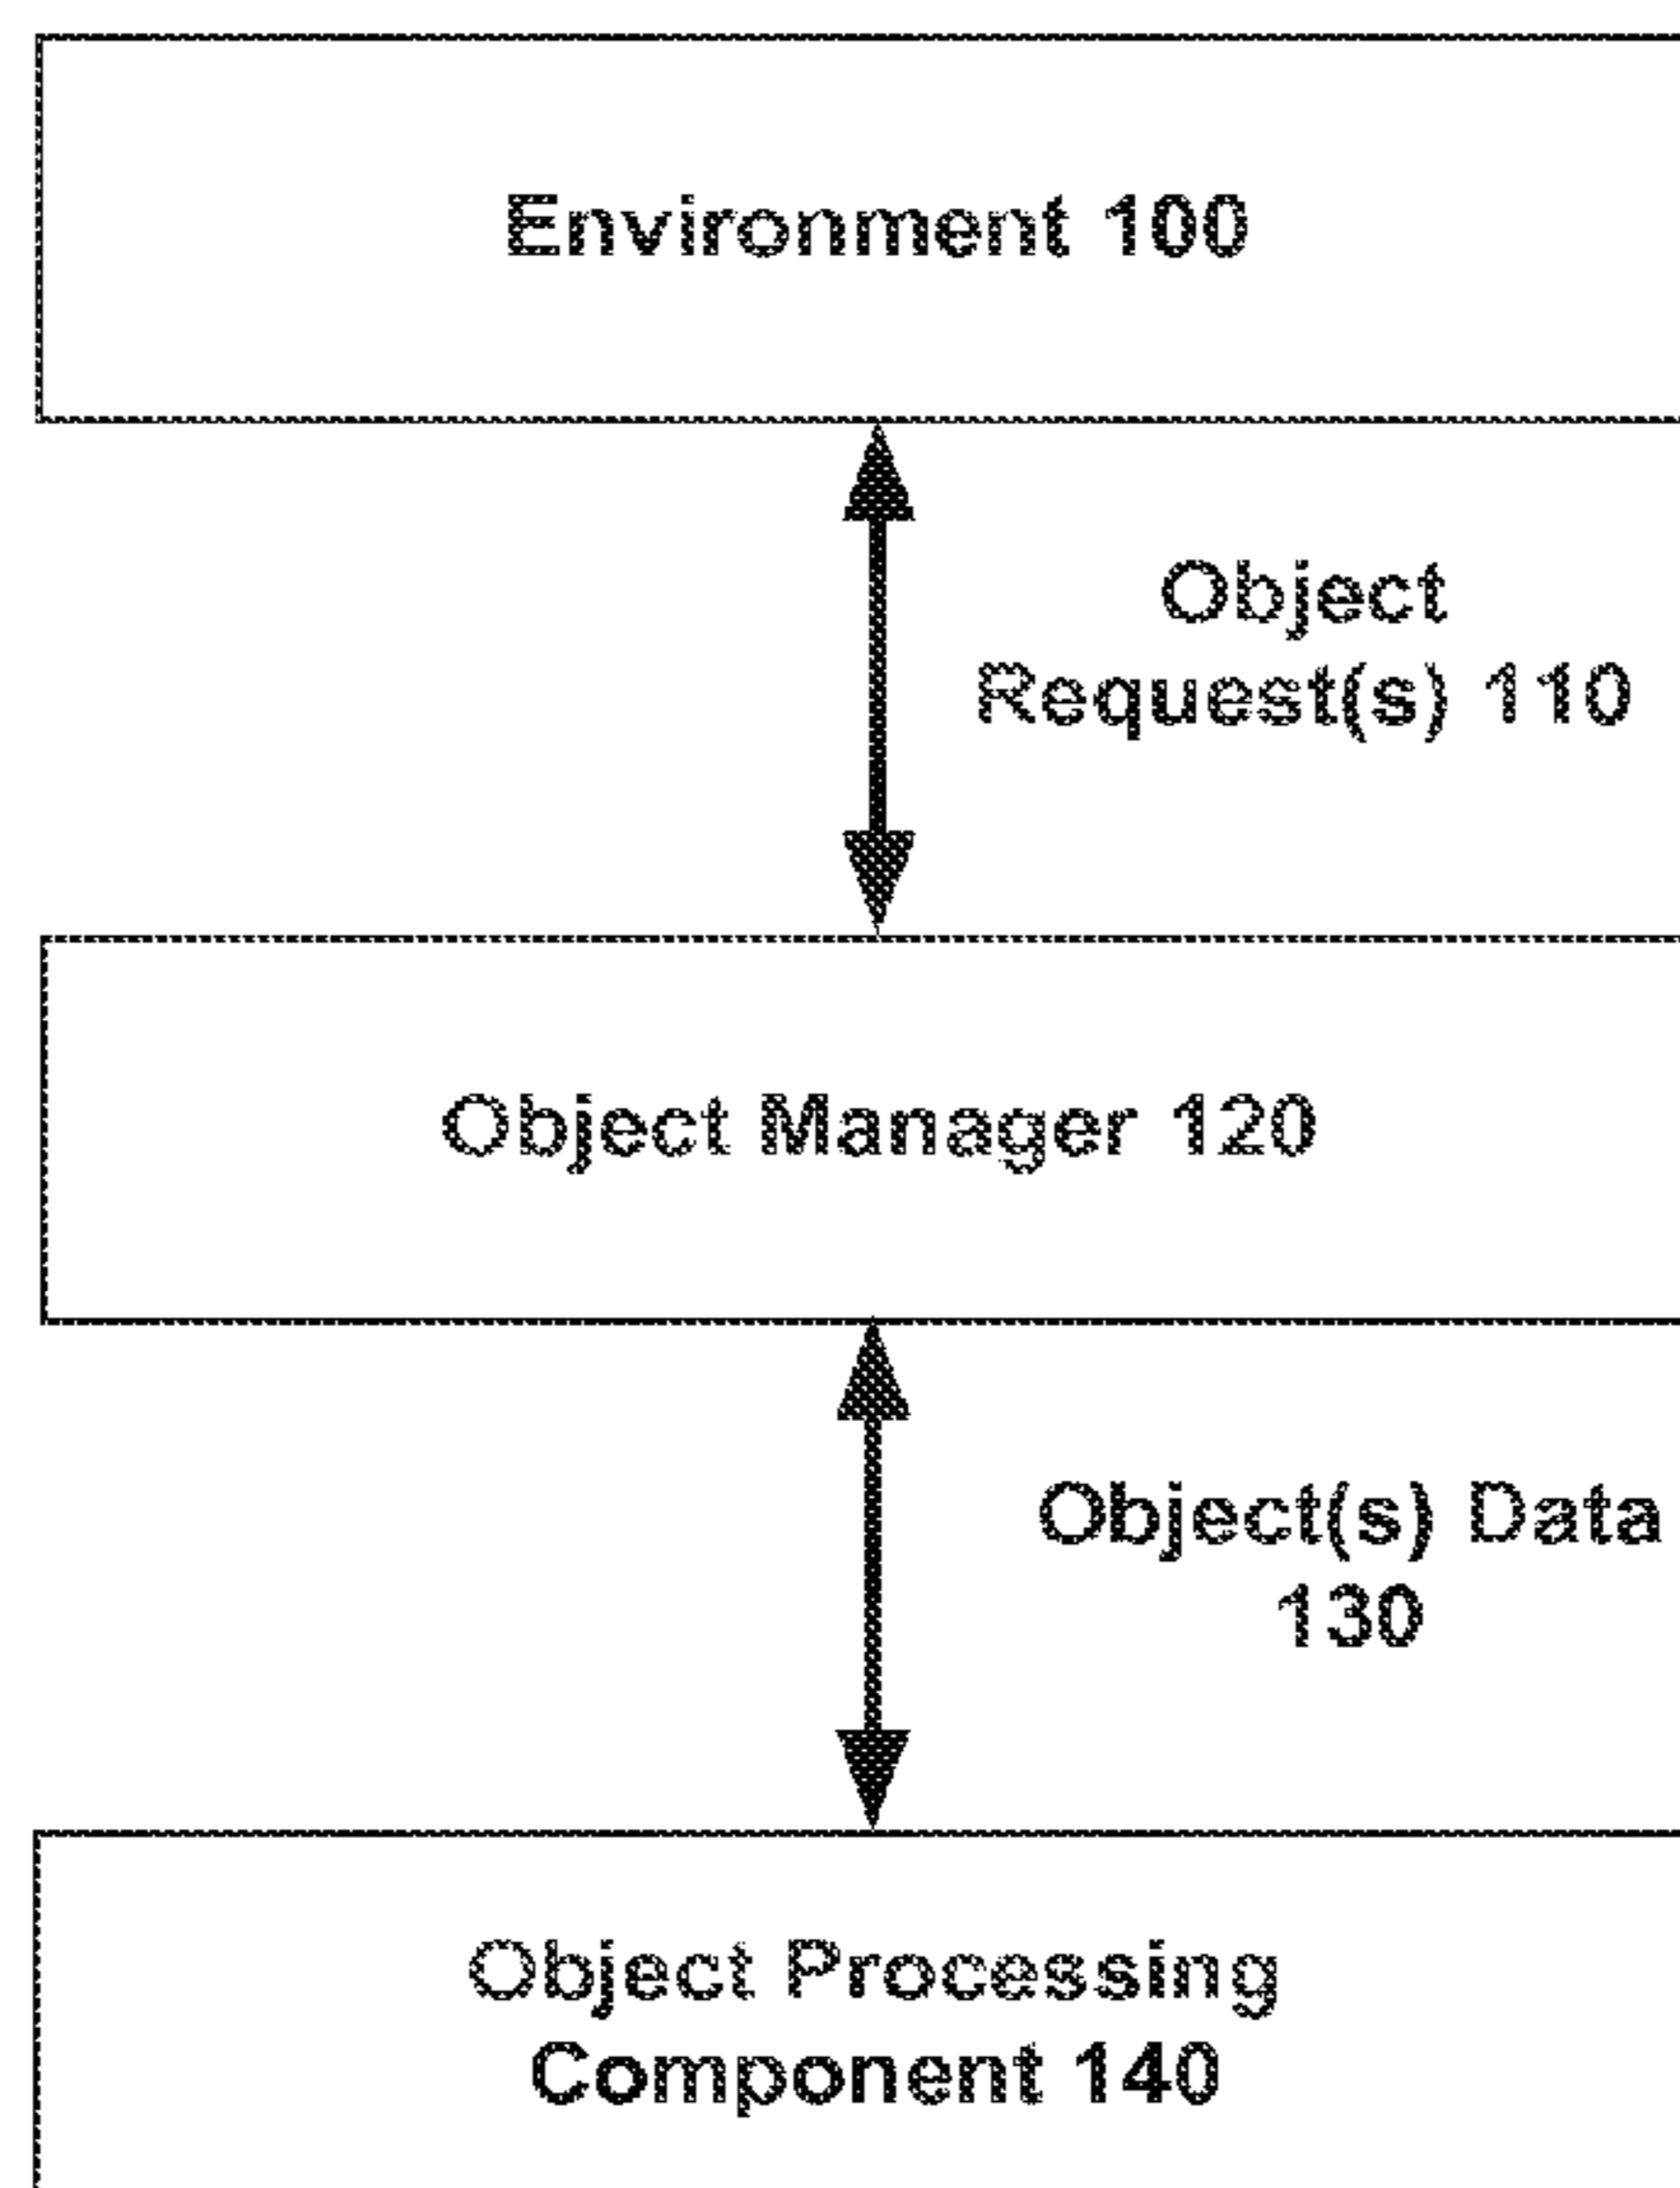 Environment 100
Object
Request(s) 110
Object Manager 120
Object(s) Data
130
Object Processing
Component 140